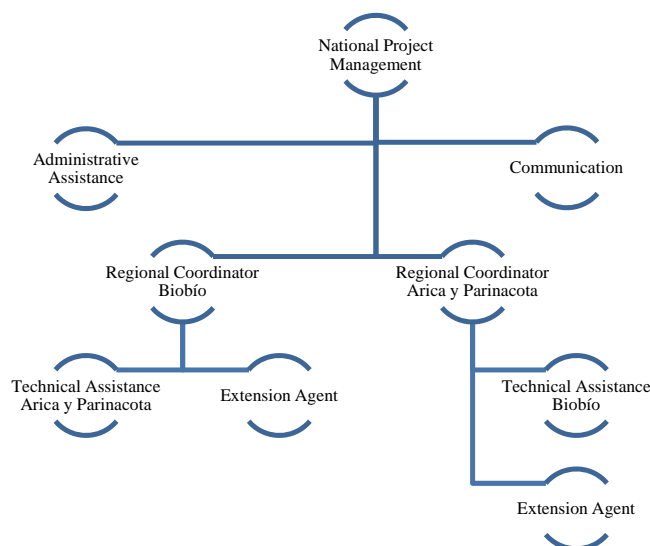 National Project
Management
Administrative
Assistance
Communication
Regional Coordinator
Biobío
Regional Coordinator
Arica y Parinacota
Technical Assistance
Arica y Parinacota
Extension Agent
Technical Assistance
Biobío
Extension Agent